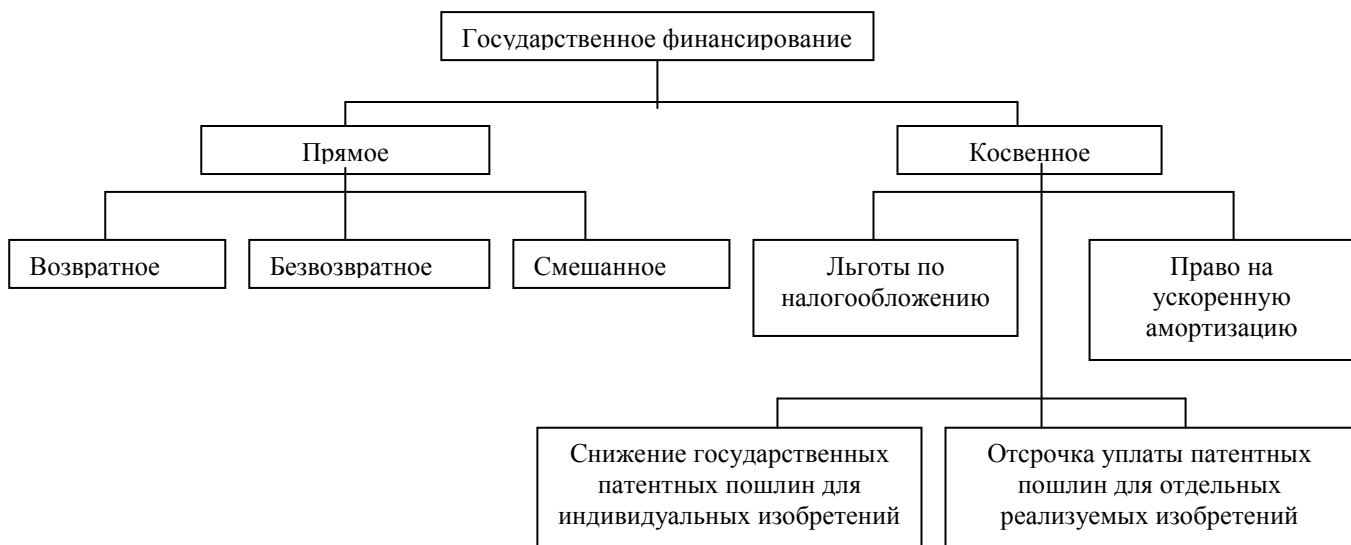 Государственное финансирование
Прямое
Косвенное
Возвратное
Безвозвратное
Смешанное
Льготы по
налогообложению
Право на
ускоренную
амортизацию
Снижение государственных
патентных пошлин для
индивидуальных изобретений
Отсрочка уплаты патентных
пошлин для отдельных
реализуемых изобретений